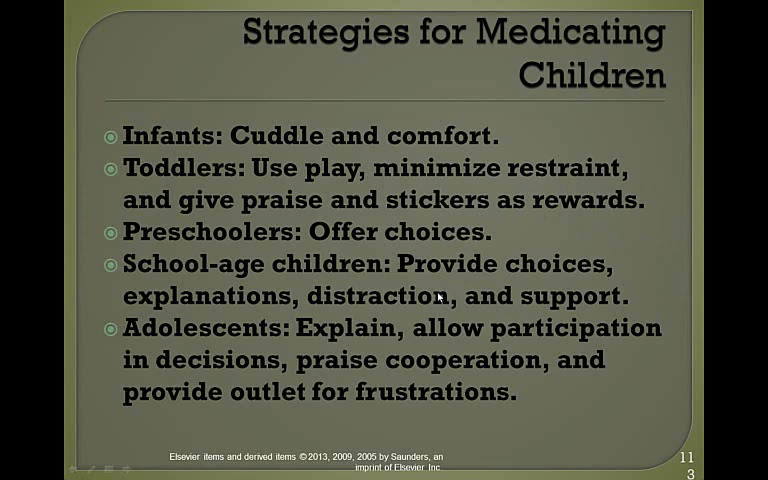 Strategies for Medicating
Children
Infants: Cuddle and comfort.
Toddlers: Use play, minimize restraint,
and give praise and stickers as rewards.
Preschoolers: Offer choices.
School-age children: Provide choices,
explanations, distraction, and support.
Adolescents: Explain, allow participation
in decisions, praise cooperation, and
provide outlet for frustrations.
Elsevier items and derived items ©2013, 2009, 2005 by Saunders, an
imprint of Elsevier Inc.
11
3